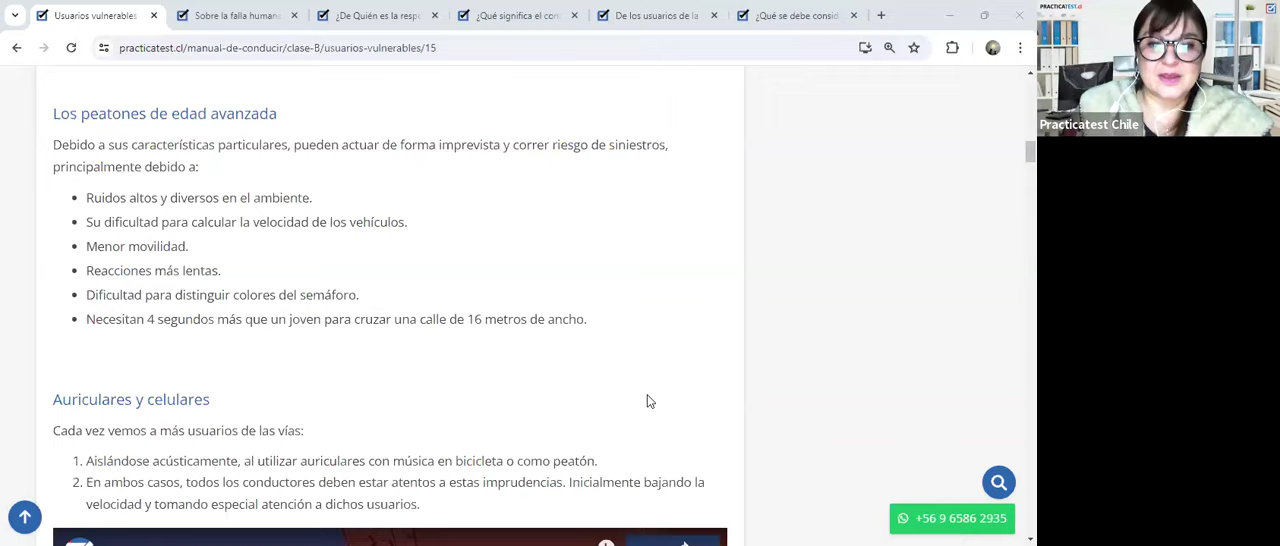 Usuarios vulnerables
Sobre la falla humana
¿De Quién es la resp
¿Qué significa el con
De los usuarios de la
¿Qué se debe consid
practicatest.cl/manual-de-conducir/clase-B/usuarios-vulnerables/15
PRACTICATEST.cl
Practicatest Chile
Los peatones de edad avanzada
Debido a sus características particulares, pueden actuar de forma imprevista y correr riesgo de siniestros,
principalmente debido a:
• Ruidos altos y diversos en el ambiente.
• Su dificultad para calcular la velocidad de los vehículos.
• Menor movilidad.
• Reacciones más lentas.
• Dificultad para distinguir colores del semáforo.
• Necesitan 4 segundos más que un joven para cruzar una calle de 16 metros de ancho.
Auriculares y celulares
Cada vez vemos a más usuarios de las vías:
1. Aislándose acústicamente, al utilizar auriculares con música en bicicleta o como peatón.
2. En ambos casos, todos los conductores deben estar atentos a estas imprudencias. Inicialmente bajando la
velocidad y tomando especial atención a dichos usuarios.
+56 9 6586 2935